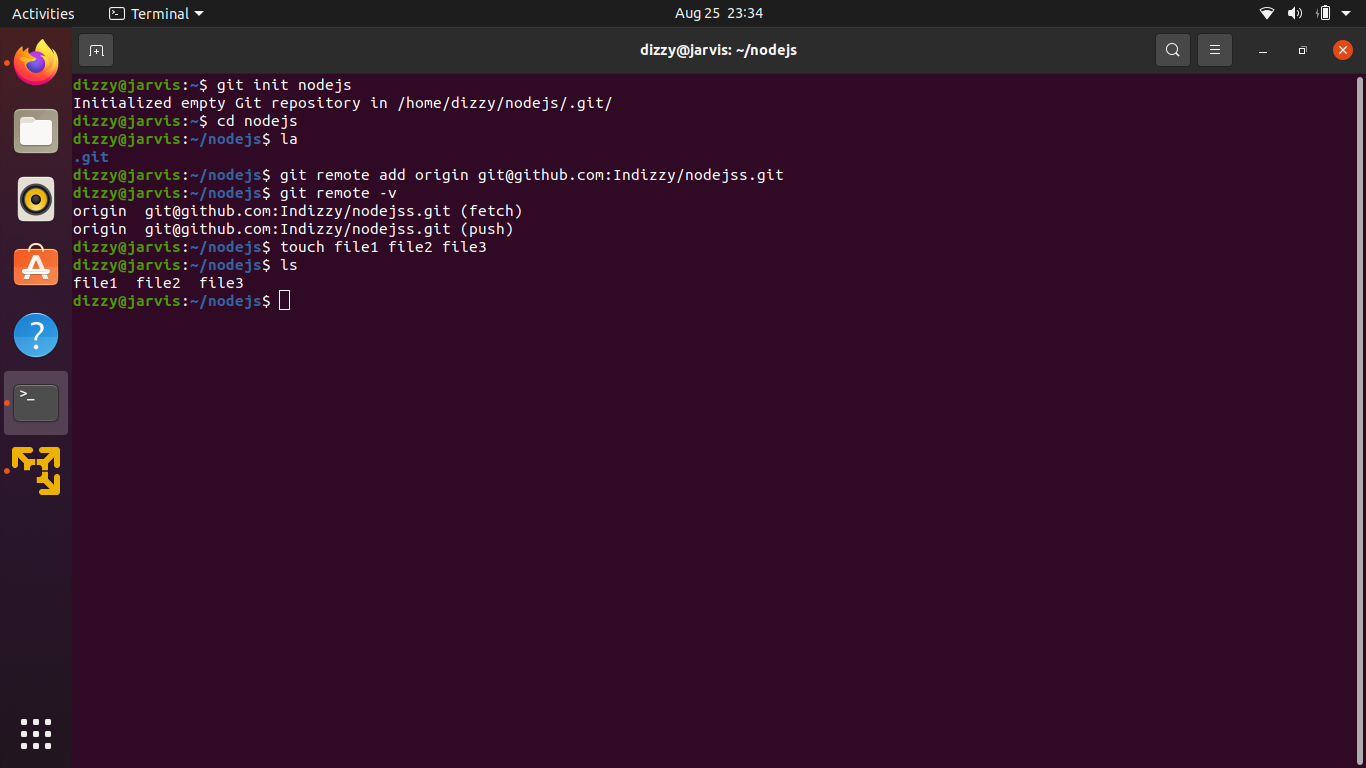 Activities
Terminal
Aug 25 23:34
dizzy@jarvis: ~/nodejs
dizzy@jarvis:~$ git init nodejs
Initialized empty Git repository in /home/dizzy/nodejs/.git/
dizzy@jarvis:~$ cd nodejs
dizzy@jarvis:~/nodejs$ la
.git
dizzy@jarvis:~/nodejs$ git remote add origin git@github.com:Indizzy/nodejss.git
dizzy@jarvis:~/nodejs$ git remote -v
origin  git@github.com:Indizzy/nodejss.git (fetch)
origin  git@github.com:Indizzy/nodejss.git (push)
dizzy@jarvis:~/nodejs$ touch file1 file2 file3
dizzy@jarvis:~/nodejs$ ls
file1  file2  file3
dizzy@jarvis:~/nodejs$